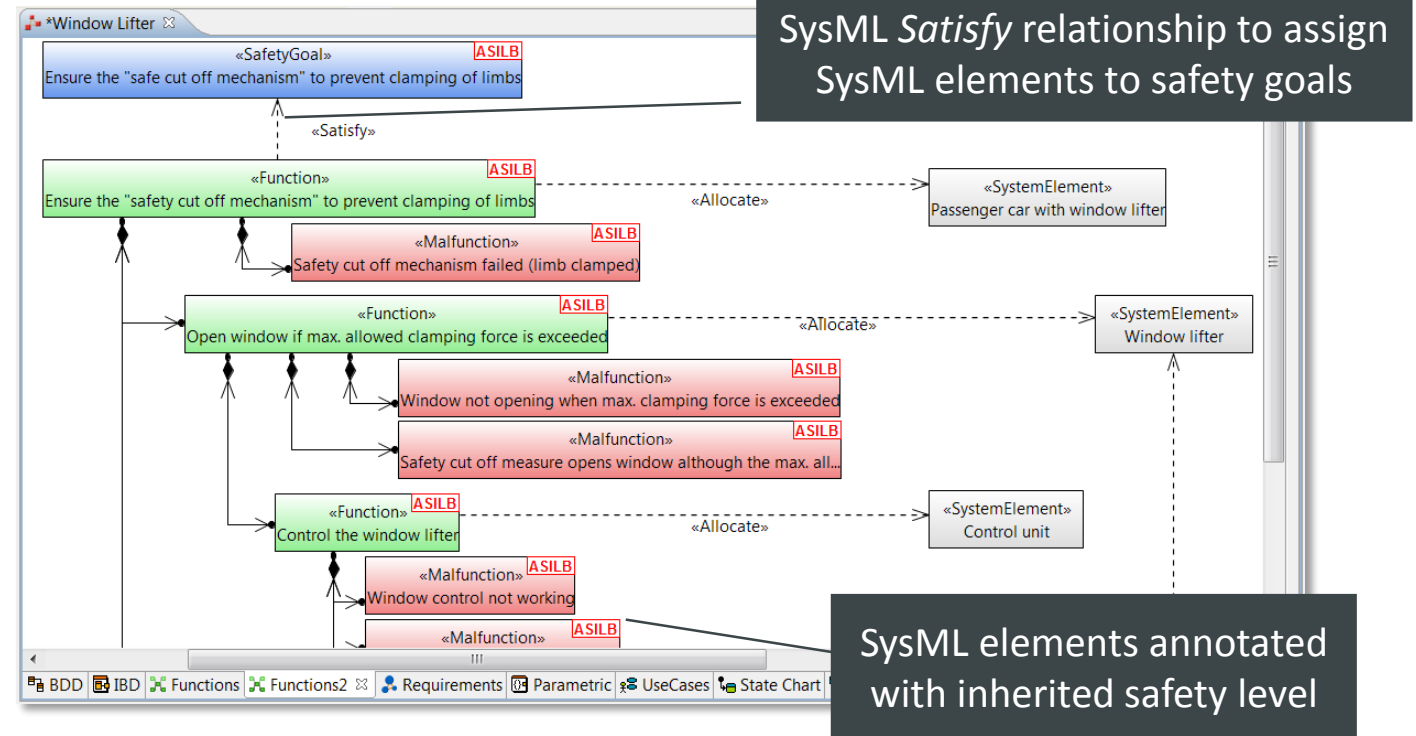 *Window Lifter
SysML Satisfy relationship to assign
SysML elements to safety goals
«SafetyGoal»
ASILB
Ensure the "safe cut off mechanism" to prevent clamping of limbs
«Satisfy»
«Function»
ASILB
Ensure the "safety cut off mechanism" to prevent clamping of limbs
«Allocate»
«SystemElement»
Passenger car with window lifter
«Malfunction»
ASILB
Safety cut off mechanism failed (limb clamped)
«Function»
ASILB
Open window if max. allowed clamping force is exceeded
«Allocate»
«SystemElement»
Window lifter
«Malfunction»
ASILB
Window not opening when max. clamping force is exceeded
«Malfunction»
ASILB
Safety cut off measure opens window although the max. all...
«Function»
ASILB
Control the window lifter
«Allocate»
«SystemElement»
Control unit
«Malfunction»
ASILB
Window control not working
«Malfunction»
ASILB
SysML elements annotated
with inherited safety level
BDD IBD Functions Functions2 Requirements Parametric UseCases State Chart